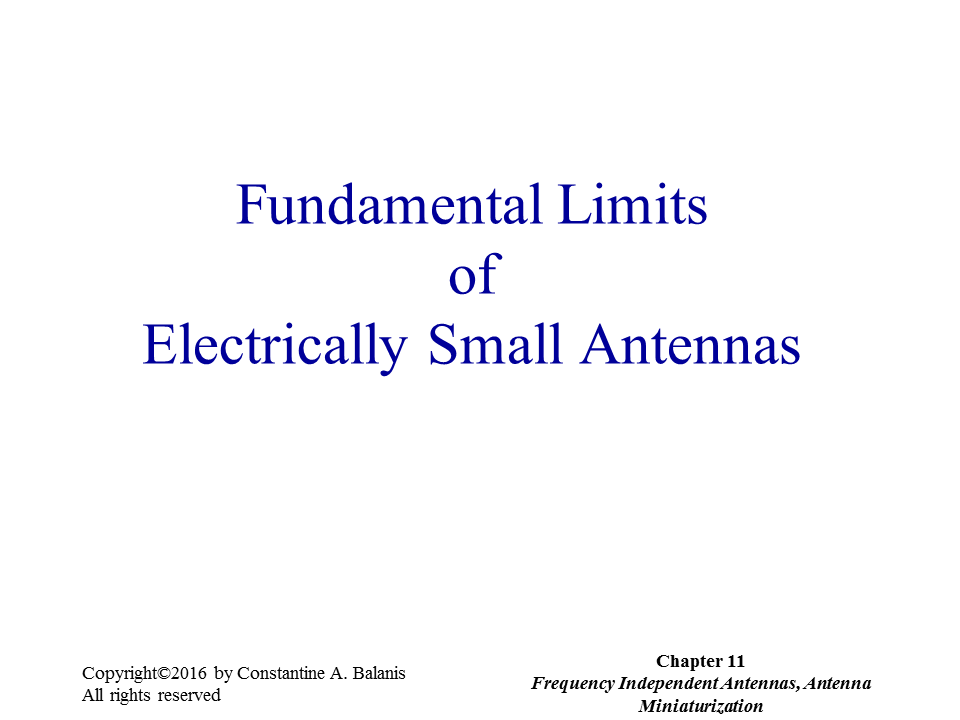 Fundamental Limits
of
Electrically Small Antennas
Copyright©2016 by Constantine A. Balanis
All rights reserved
Chapter 11
Frequency Independent Antennas, Antenna
Miniaturization